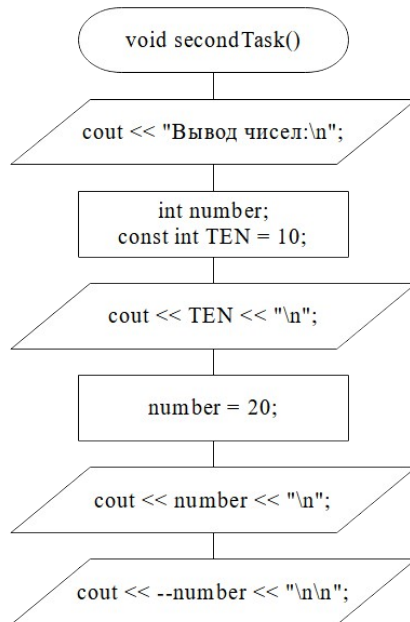 void secondTask()
cout << "Вывод чисел:\n";
int number;
const int TEN = 10;
cout << TEN << "\n";
number = 20;
cout << number << "\n";
cout << --number << "\n\n";